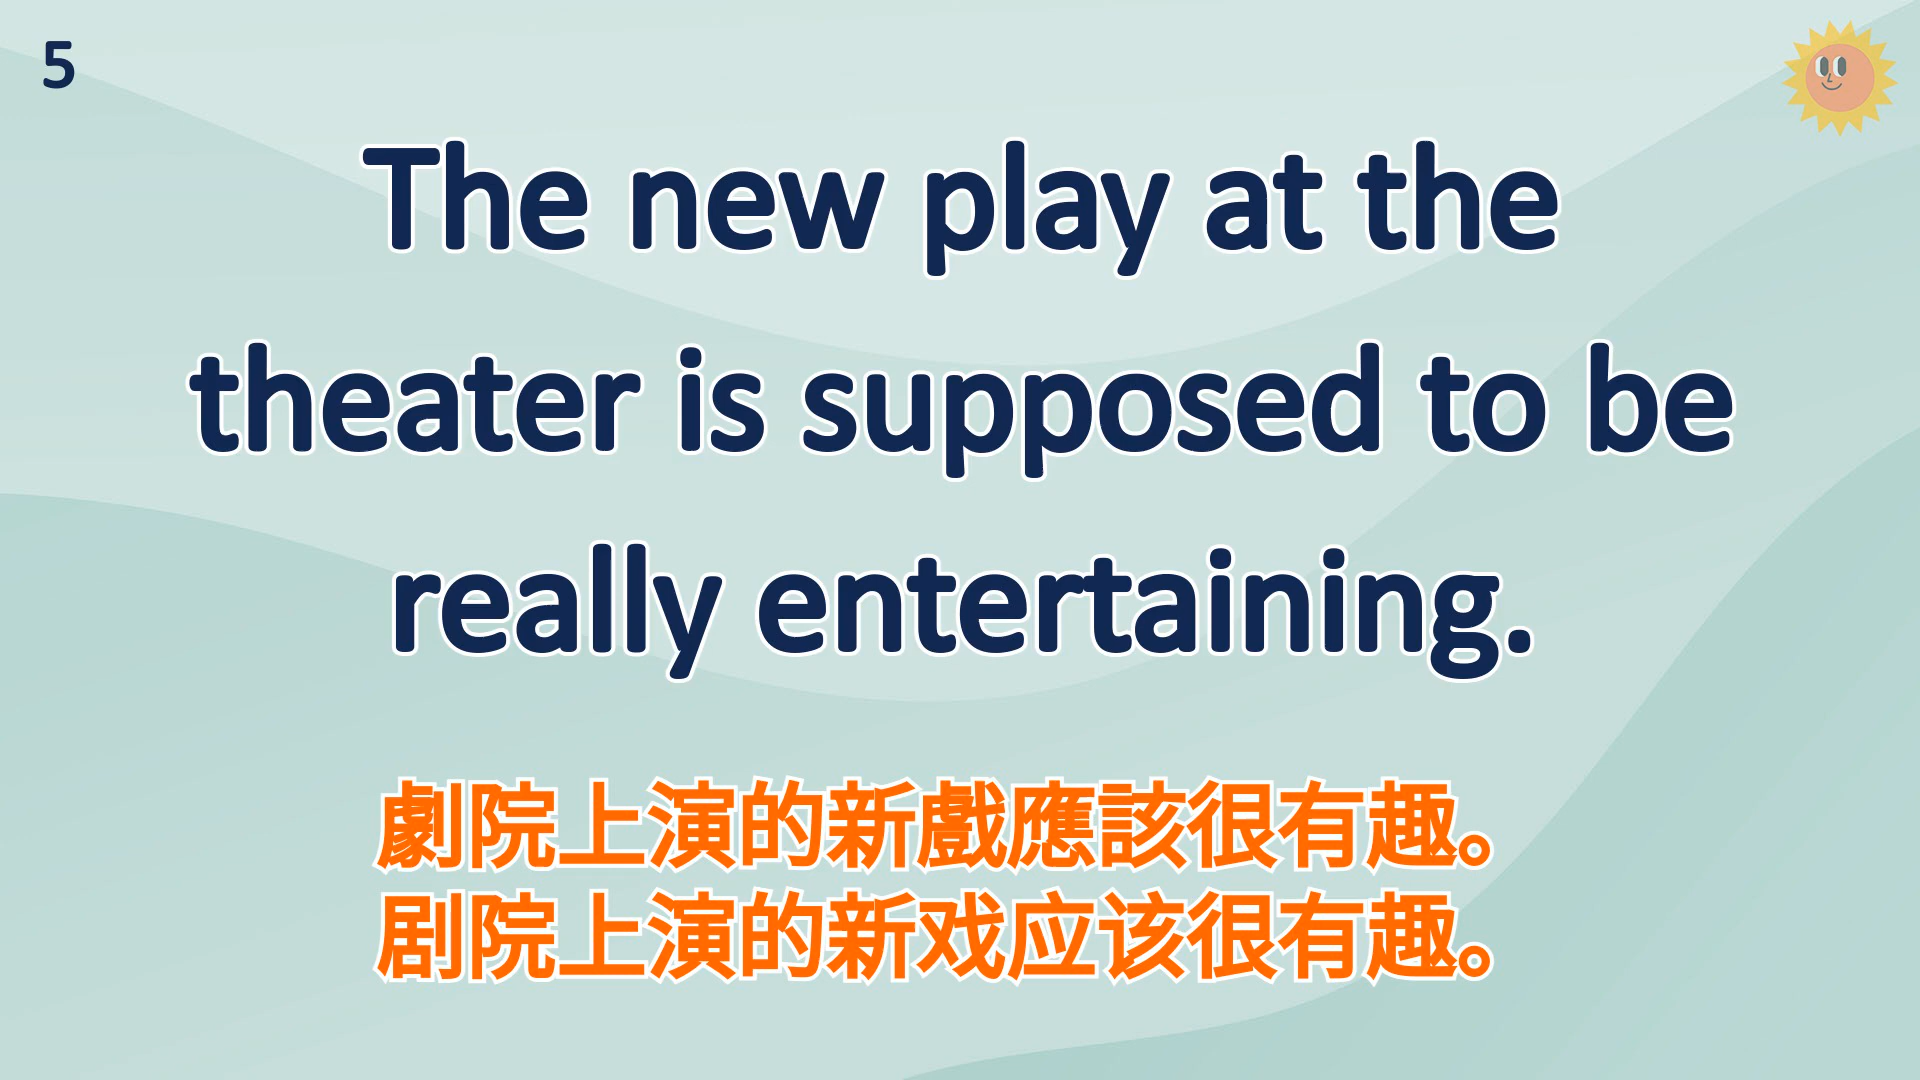 5
The new play at the
theater is supposed to be
really entertaining.
劇院上演的新戲應該很有趣。
剧院上演的新戏应该很有趣。